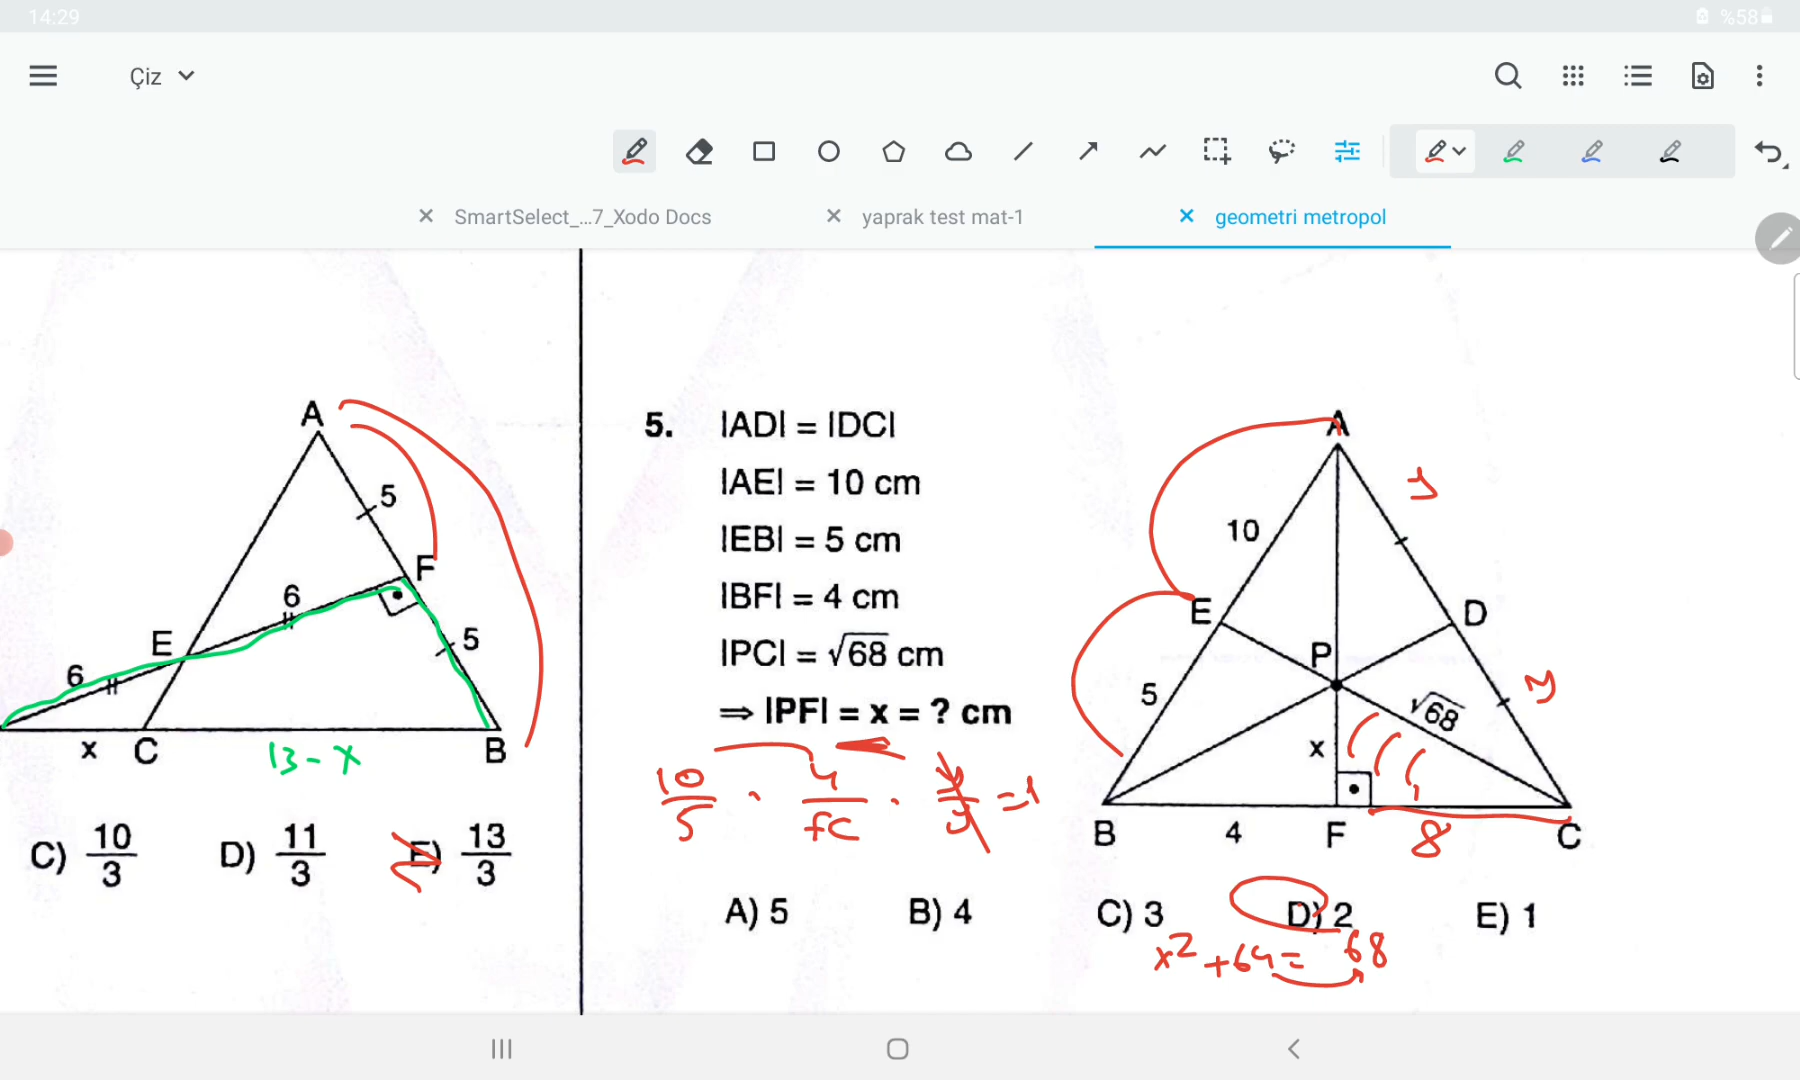 14:29 %58
Çiz
SmartSelect_...7_Xodo Docs yaprak test mat-1 geometri metropol
A
5
F
6
E
5
6
x C 13-x B
C) 10/3 D) 11/3 E) 13/3
5. |AD| = |DC|
|AE| = 10 cm
|EB| = 5 cm
|BF| = 4 cm
|PC| = √68 cm
⇒ |PF| = x = ? cm
10/5 · 4/FC · y/y =1
A
y
10
E D
P
5 √68 y
x
B 4 F 8 C
A) 5 B) 4 C) 3 D) 2 E) 1
x²+64=68